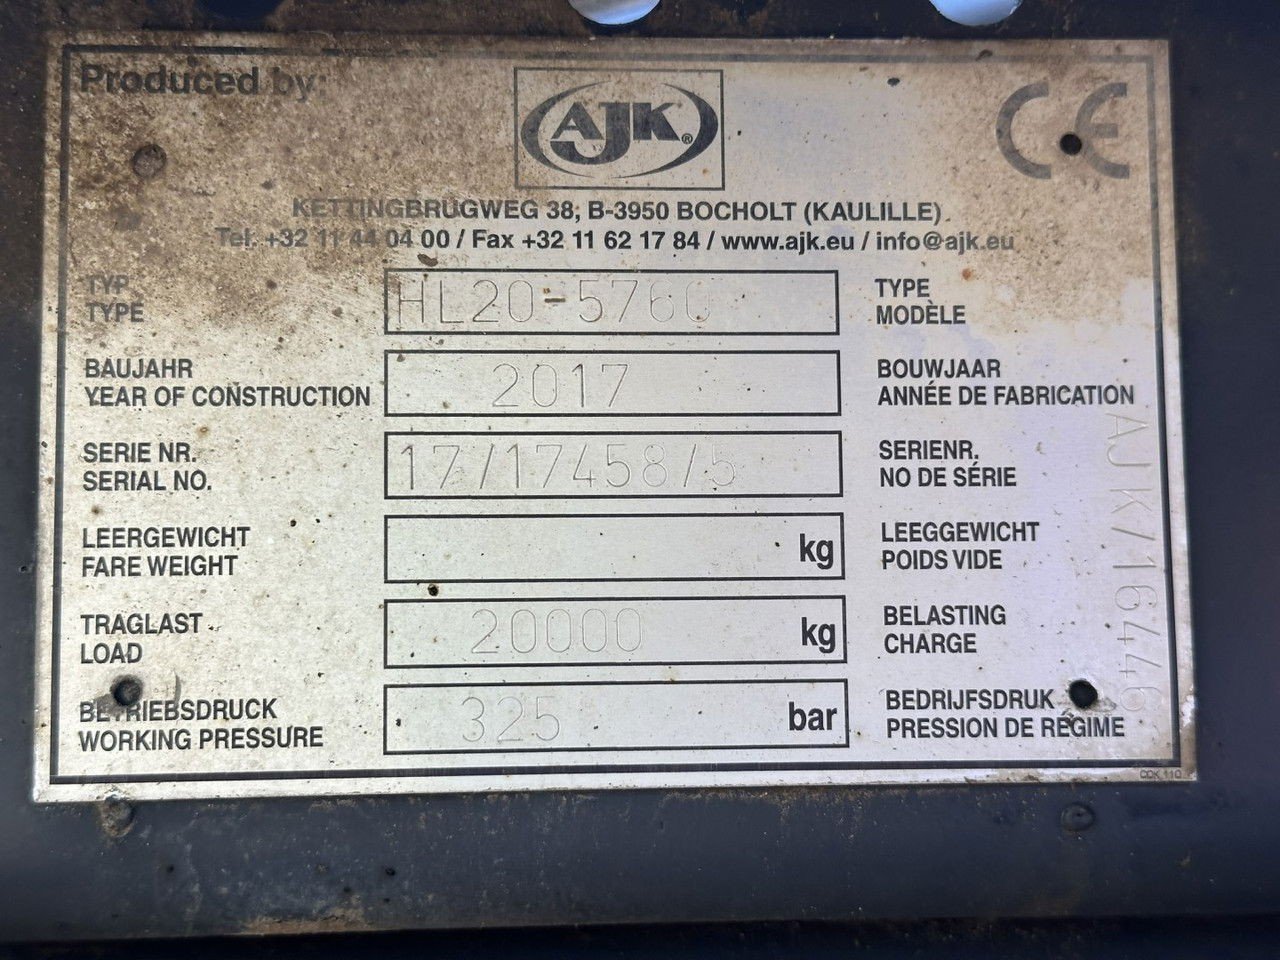 Produced by:
AJK®
CE
KETTINGBRUGWEG 38, B-3950 BOCHOLT (KAULILLE)
Tel. +32 11 44 04 00 / Fax +32 11 62 17 84 / www.ajk.eu / info@ajk.eu
TYP HL20-5760 TYPE
TYPE MODÈLE
BAUJAHR 2017 BOUWJAAR
YEAR OF CONSTRUCTION ANNÉE DE FABRICATION
SERIE NR. 17/17458/5 SERIENR.
SERIAL NO. NO DE SÉRIE
LEERGEWICHT kg LEEGGEWICHT
FARE WEIGHT POIDS VIDE
TRAGLAST 20000 kg BELASTING
LOAD CHARGE
BETRIEBSDRUCK 325 bar BEDRIJFSDRUK
WORKING PRESSURE PRESSION DE RÉGIME